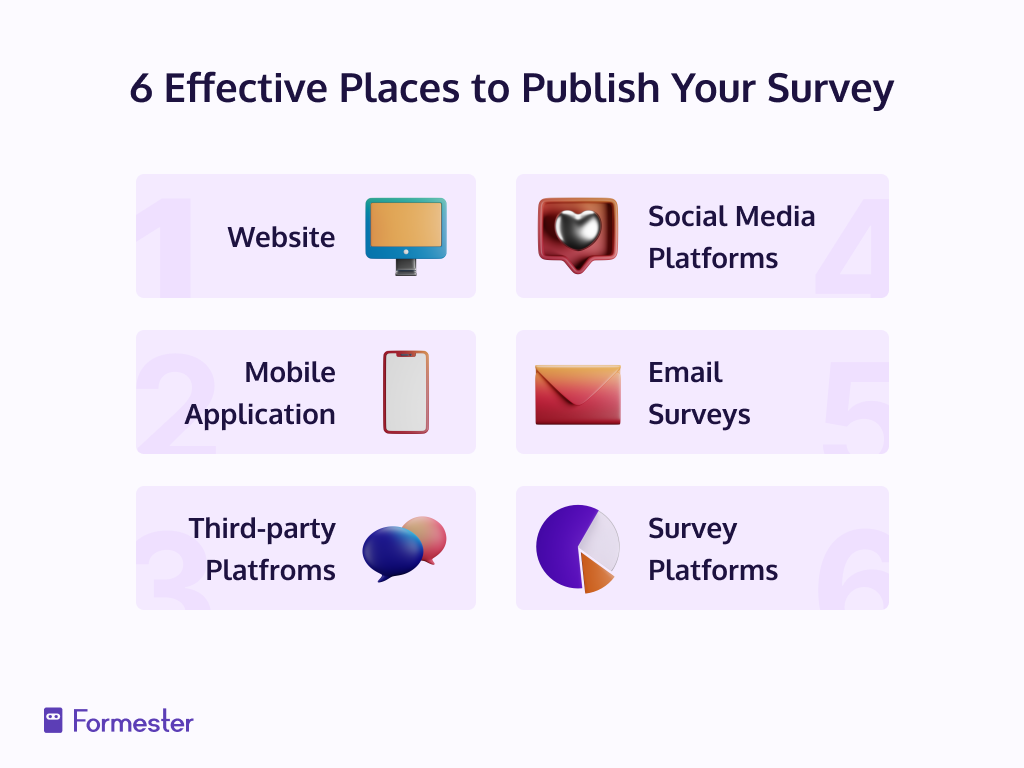 6 Effective Places to Publish Your Survey
1
Website
2
Mobile
Application
3
Third-party
Platfroms
4
Social Media
Platforms
5
Email
Surveys
6
Survey
Platforms
Formester